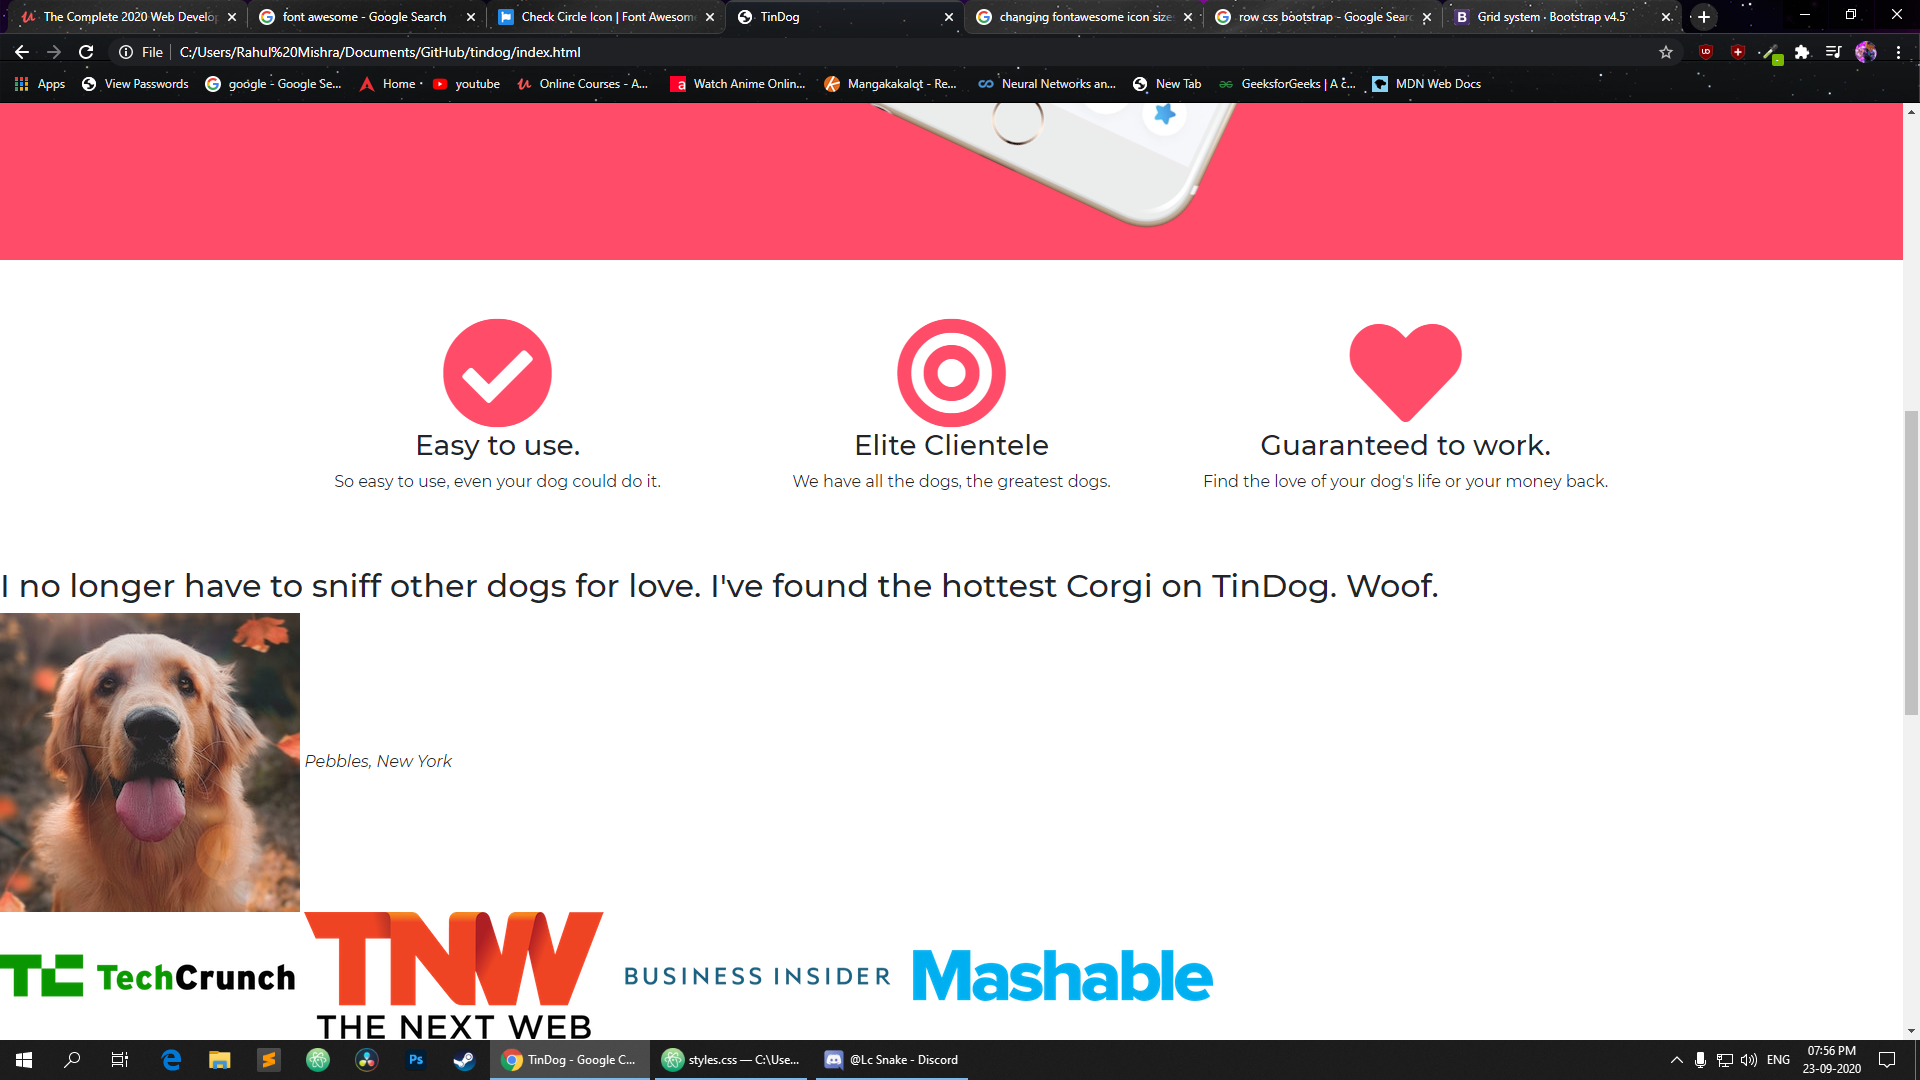 The Complete 2020 Web Develop
font awesome - Google Search
Check Circle Icon | Font Awesom
TinDog
changing fontawesome icon size
row css bootstrap - Google Searc
B Grid system · Bootstrap v4.5
File C:/Users/Rahul%20Mishra/Documents/GitHub/tindog/index.html
Apps View Passwords google - Google Se... Home youtube Online Courses - A... Watch Anime Onlin... Mangakakalot - Re... Neural Networks an... New Tab GeeksforGeeks | A c... MDN Web Docs
Easy to use.
So easy to use, even your dog could do it.
Elite Clientele
We have all the dogs, the greatest dogs.
Guaranteed to work.
Find the love of your dog's life or your money back.
I no longer have to sniff other dogs for love. I've found the hottest Corgi on TinDog. Woof.
Pebbles, New York
TC TechCrunch
TNW
THE NEXT WEB
BUSINESS INSIDER
Mashable
Ps
TinDog - Google C...
styles.css — C:\Use...
@Lc Snake - Discord
ENG
07:56 PM
23-09-2020